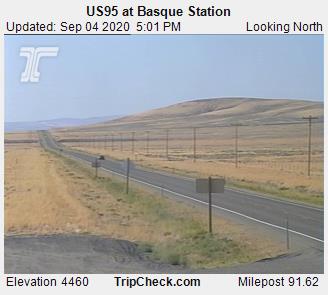 US95 at Basque Station
Updated: Sep 04 2020  5:01 PM Looking North
Elevation 4460 TripCheck.com Milepost 91.62